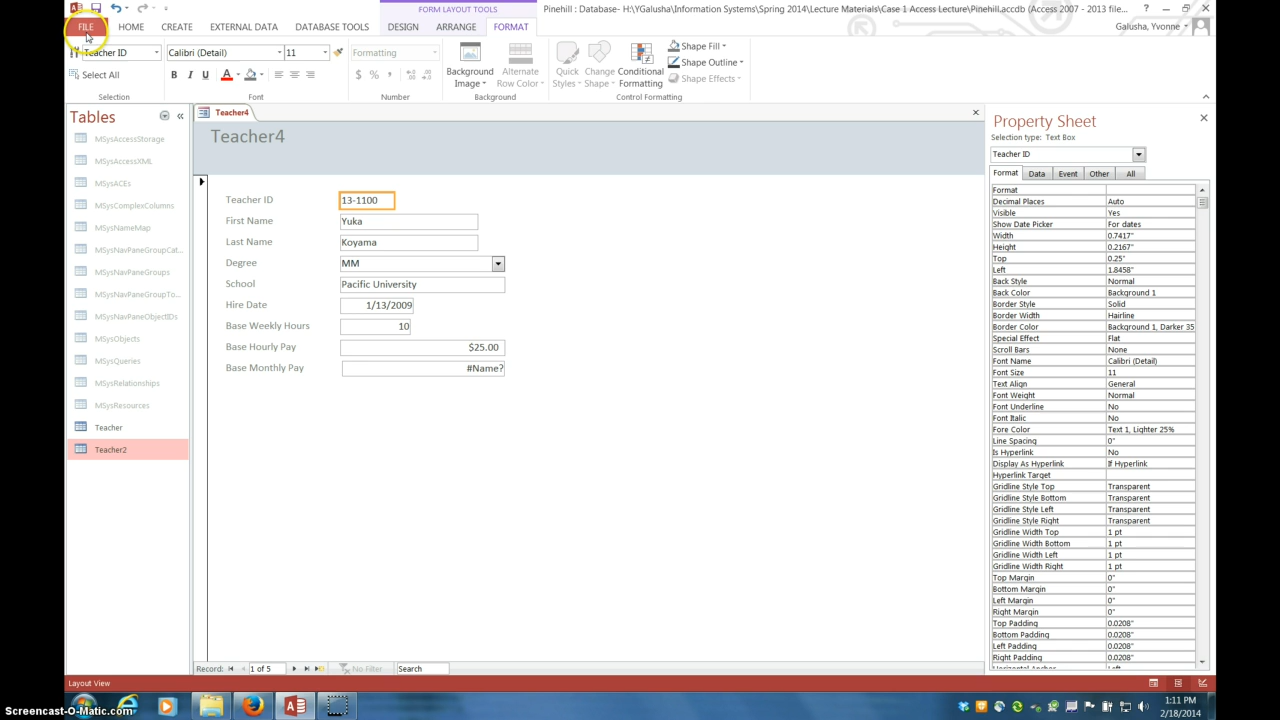 FORM LAYOUT TOOLS
Pinehill : Database- H:\YGalusha\Information Systems\Spring 2014\Lecture Materials\Case 1 Access Lecture\Pinehill.accdb (Access 2007 - 2013 file...
FILE HOME CREATE EXTERNAL DATA DATABASE TOOLS DESIGN ARRANGE FORMAT Galusha, Yvonne
Teacher ID Calibri (Detail) 11 Formatting
Select All B I U A $ % ,
Background Image
Alternate Row Color
Quick Styles
Change Shape
Conditional Formatting
Shape Fill
Shape Outline
Shape Effects
Selection Font Number Background Control Formatting
Tables
MSysAccessStorage
MSysAccessXML
MSysACEs
MSysComplexColumns
MSysNameMap
MSysNavPaneGroupCat...
MSysNavPaneGroups
MSysNavPaneGroupTo...
MSysNavPaneObjectIDs
MSysObjects
MSysQueries
MSysRelationships
MSysResources
Teacher
Teacher2
Teacher4
Teacher4
Teacher ID 13-1100
First Name Yuka
Last Name Koyama
Degree MM
School Pacific University
Hire Date 1/13/2009
Base Weekly Hours 10
Base Hourly Pay $25.00
Base Monthly Pay #Name?
Record: 1 of 5 No Filter Search
Property Sheet
Selection type: Text Box
Teacher ID
Format Data Event Other All
Format
Decimal Places Auto
Visible Yes
Show Date Picker For dates
Width 0.7417"
Height 0.2167"
Top 0.25"
Left 1.8458"
Back Style Normal
Back Color Background 1
Border Style Solid
Border Width Hairline
Border Color Background 1, Darker 35
Special Effect Flat
Scroll Bars None
Font Name Calibri (Detail)
Font Size 11
Text Align General
Font Weight Normal
Font Underline No
Font Italic No
Fore Color Text 1, Lighter 25%
Line Spacing 0"
Is Hyperlink No
Display As Hyperlink If Hyperlink
Hyperlink Target
Gridline Style Top Transparent
Gridline Style Bottom Transparent
Gridline Style Left Transparent
Gridline Style Right Transparent
Gridline Width Top 1 pt
Gridline Width Bottom 1 pt
Gridline Width Left 1 pt
Gridline Width Right 1 pt
Top Margin 0"
Bottom Margin 0"
Left Margin 0"
Right Margin 0"
Top Padding 0.0208"
Bottom Padding 0.0208"
Left Padding 0.0208"
Right Padding 0.0208"
Layout View
Screencast-O-Matic.com
1:11 PM
2/18/2014